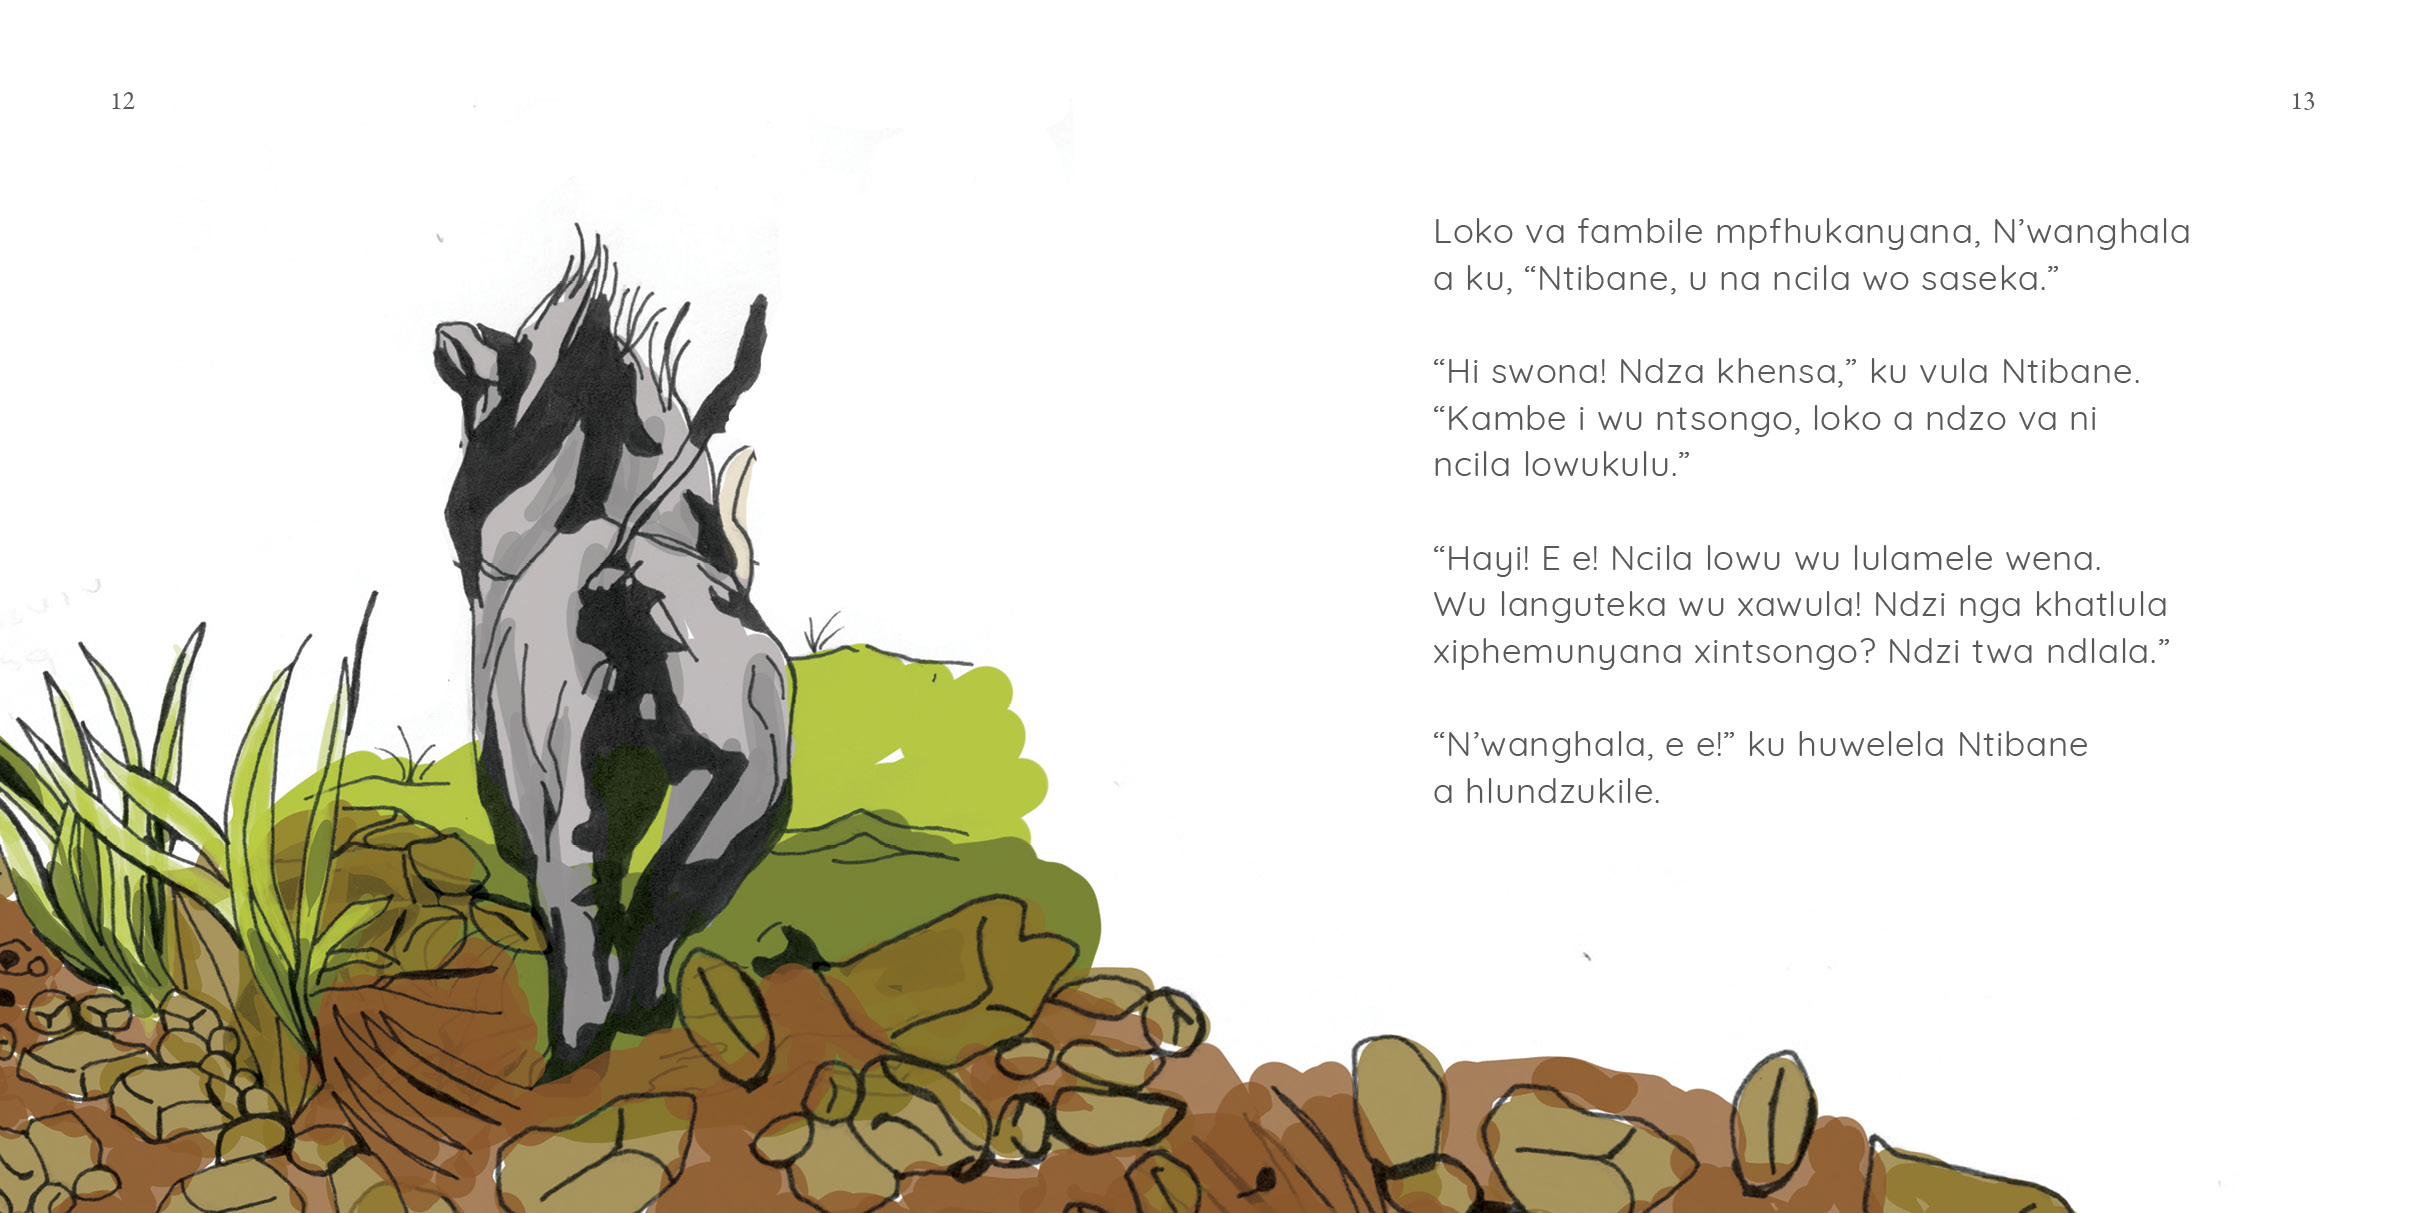 12
13
Loko va fambile mpfhukanyana, N’wanghala
a ku, “Ntibane, u na ncila wo saseka.”
“Hi swona! Ndza khensa,” ku vula Ntibane.
“Kambe i wu ntsongo, loko a ndzo va ni
ncila lowukulu.”
“Hayi! E e! Ncila lowu wu lulamele wena.
Wu languteka wu xawula! Ndzi nga khatlula
xiphemunyana xintsongo? Ndzi twa ndlala.”
“N’wanghala, e e!” ku huwelela Ntibane
a hlundzukile.